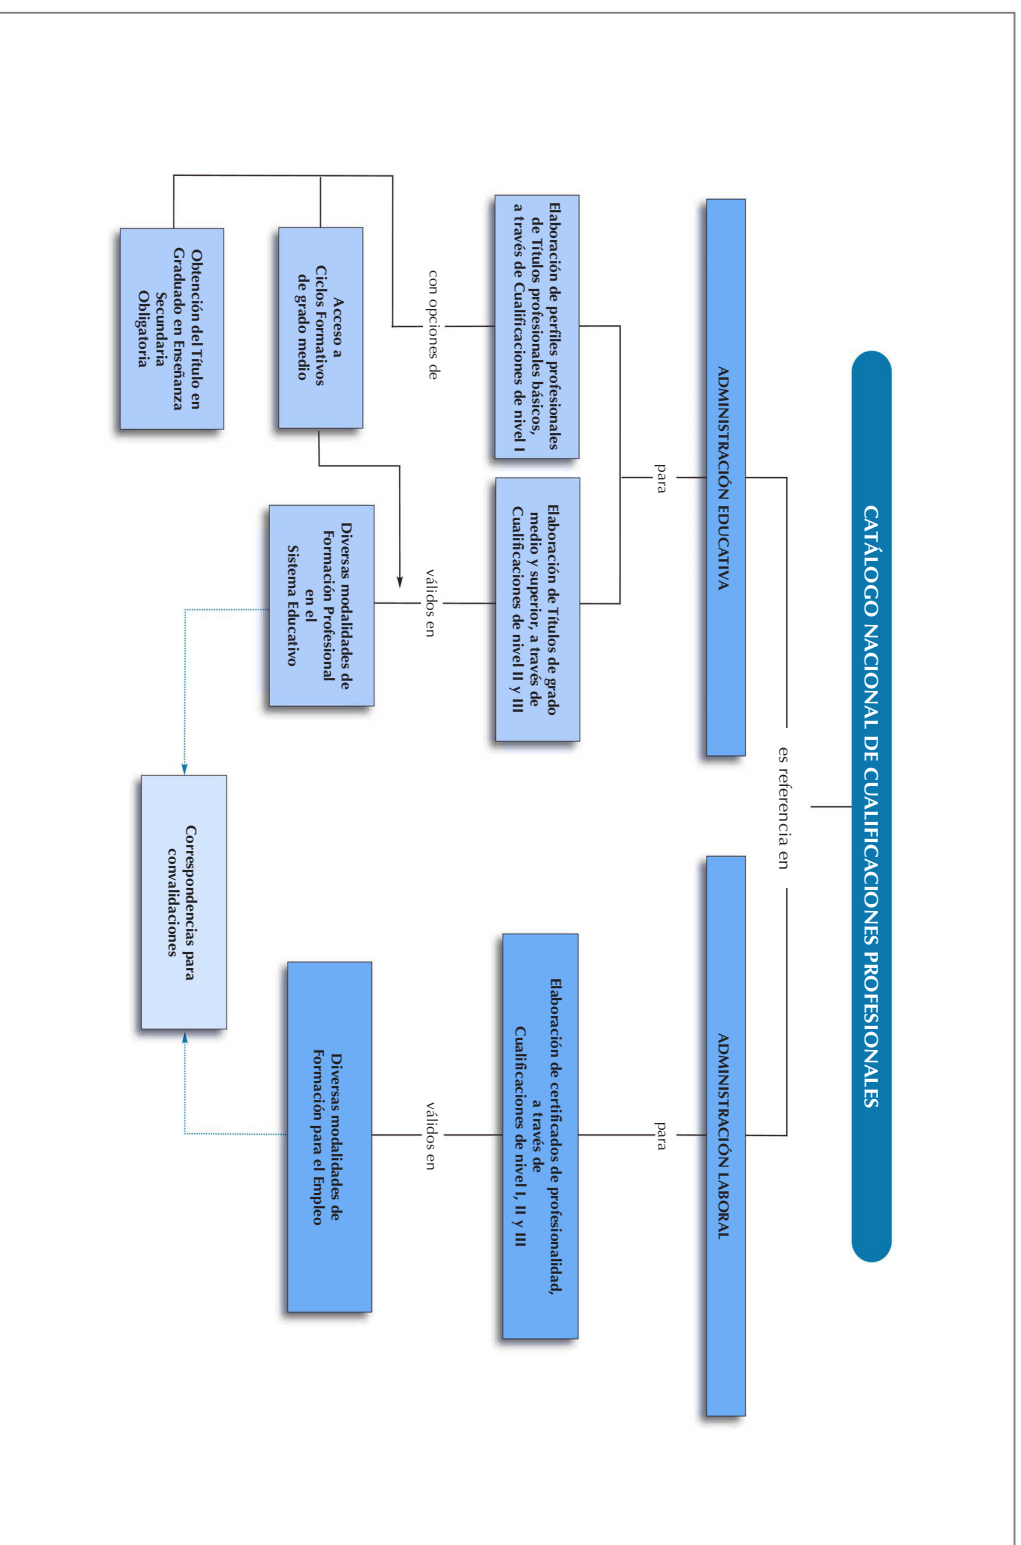 CATÁLOGO NACIONAL DE CUALIFICACIONES PROFESIONALES
es referencia en
ADMINISTRACIÓN EDUCATIVA
ADMINISTRACIÓN LABORAL
para
para
Elaboración de perfiles profesionales
de Títulos profesionales básicos,
a través de Cualificaciones de nivel I
Elaboración de Títulos de grado
medio y superior, a través de
Cualificaciones de nivel II y III
Elaboración de certificados de profesionalidad,
a través de
Cualificaciones de nivel I, II y III
con opciones de
válidos en
válidos en
Acceso a
Ciclos Formativos
de grado medio
Diversas modalidades de
Formación Profesional
en el
Sistema Educativo
Diversas modalidades de
Formación para el Empleo
Obtención del Título en
Graduado en Enseñanza
Secundaria
Obligatoria
Correspondencias para
convalidaciones